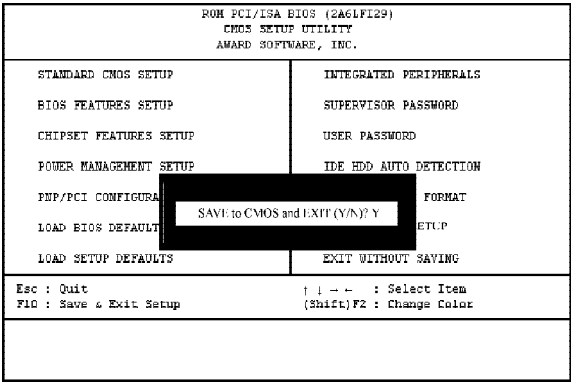 ROM PCI/ISA BIOS (2A6LFI29)
CMOS SETUP UTILITY
AWARD SOFTWARE, INC.
STANDARD CMOS SETUP
BIOS FEATURES SETUP
CHIPSET FEATURES SETUP
POWER MANAGEMENT SETUP
PNP/PCI CONFIGURA
LOAD BIOS DEFAULT
LOAD SETUP DEFAULTS
INTEGRATED PERIPHERALS
SUPERVISOR PASSWORD
USER PASSWORD
IDE HDD AUTO DETECTION
FORMAT
ETUP
EXIT WITHOUT SAVING
SAVE to CMOS and EXIT (Y/N)? Y
Esc : Quit
F10 : Save & Exit Setup
↑ ↓ → ← : Select Item
(Shift)F2 : Change Color